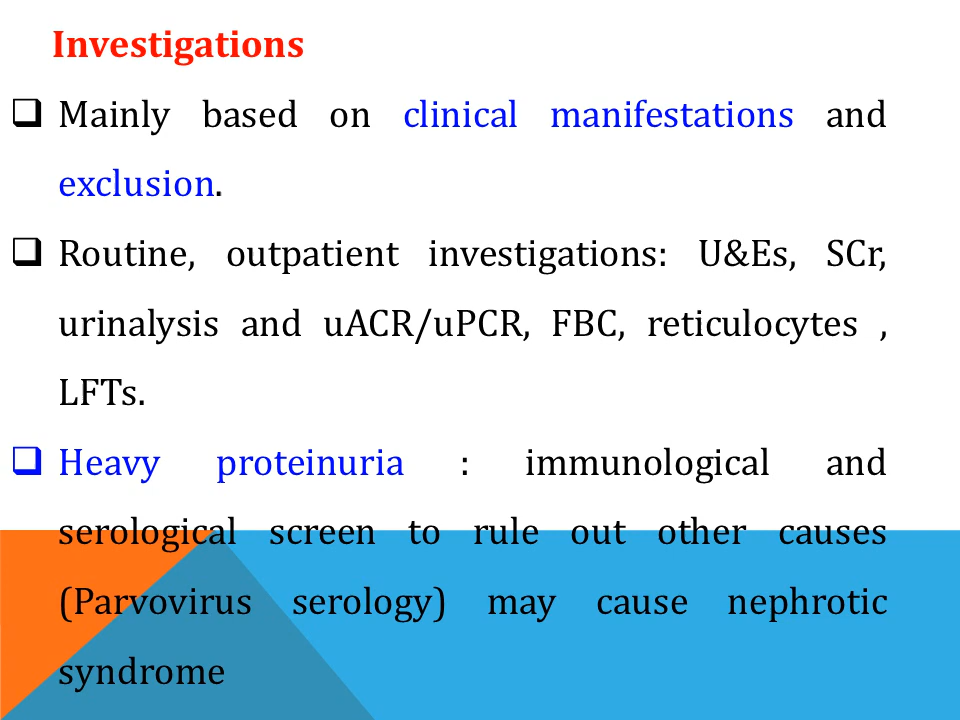 Investigations
❑ Mainly based on clinical manifestations and
exclusion.
❑ Routine, outpatient investigations: U&Es, SCr,
urinalysis and uACR/uPCR, FBC, reticulocytes ,
LFTs.
❑ Heavy proteinuria : immunological and
serological screen to rule out other causes
(Parvovirus serology) may cause nephrotic
syndrome